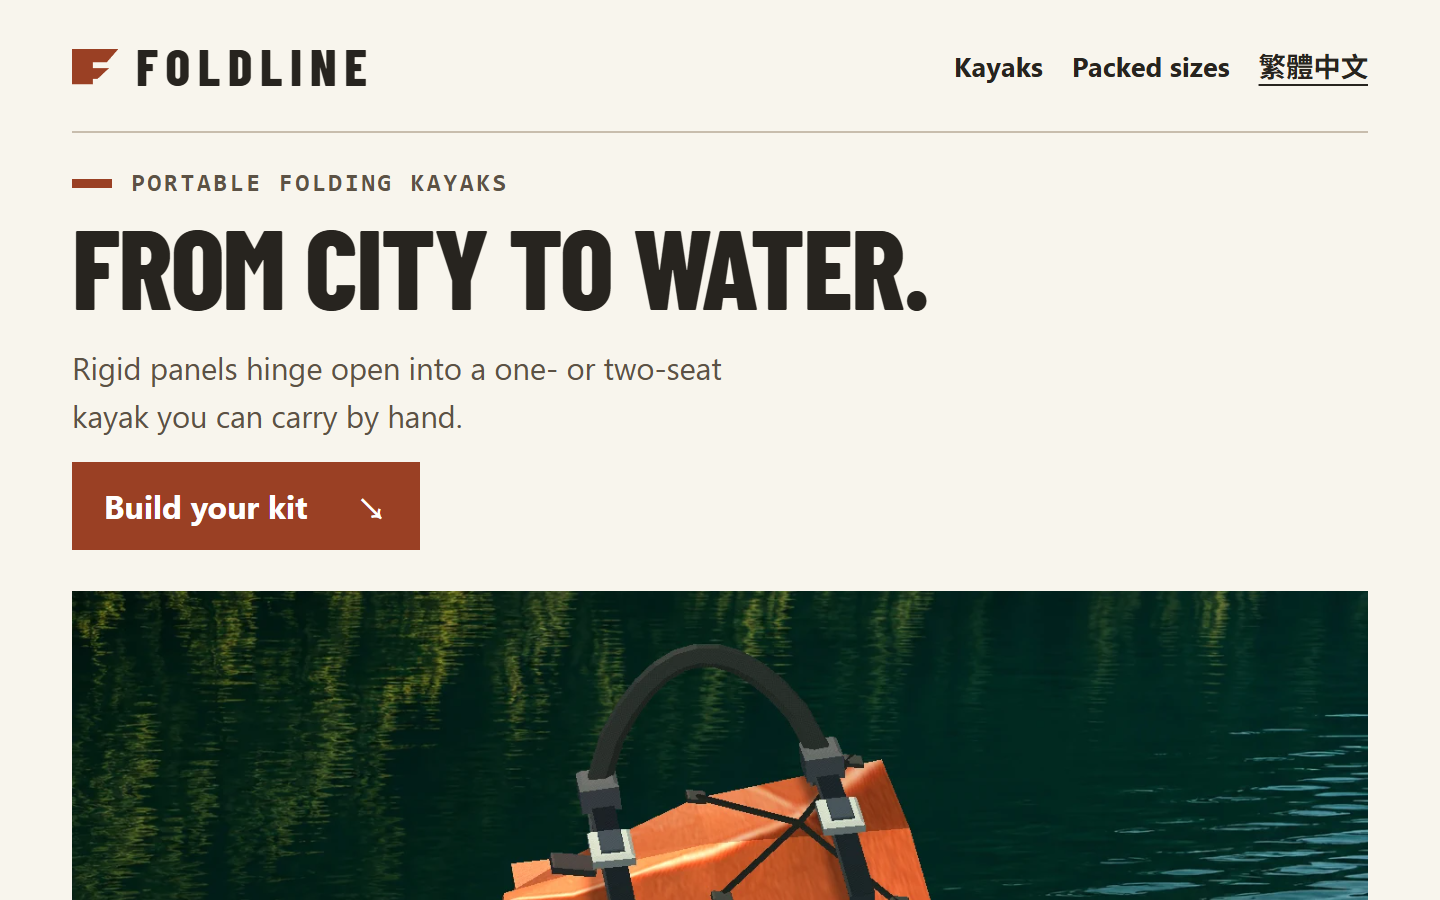 FOLDLINE
Kayaks
Packed sizes
繁體中文
PORTABLE FOLDING KAYAKS
FROM CITY TO WATER.
Rigid panels hinge open into a one- or two-seat
kayak you can carry by hand.
Build your kit ↘